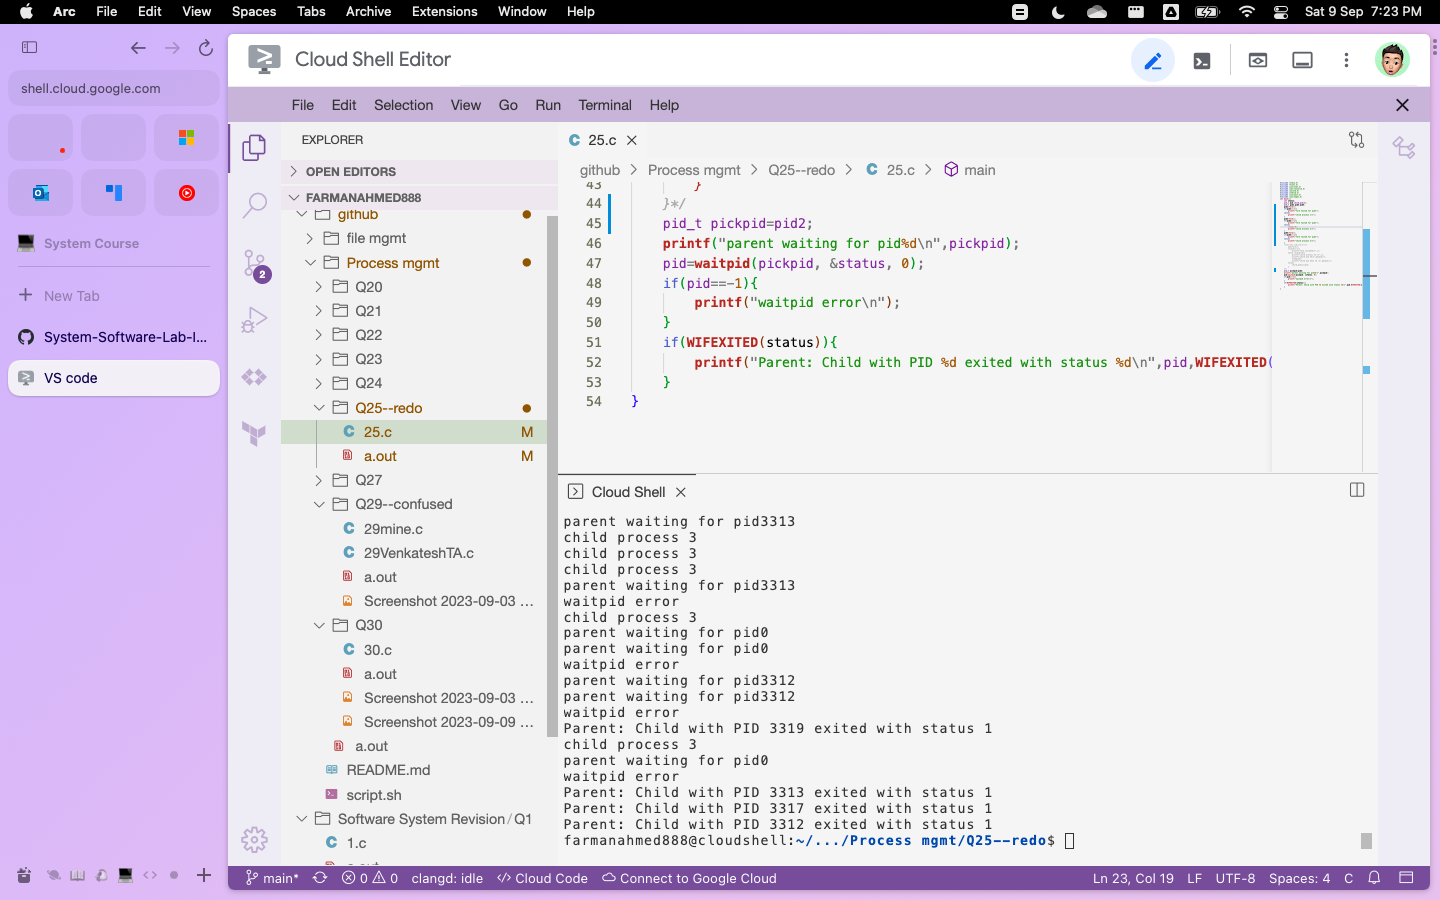 Arc File Edit View Spaces Tabs Archive Extensions Window Help Sat 9 Sep 7:23 PM
shell.cloud.google.com
System Course
New Tab
System-Software-Lab-I...
VS code
Cloud Shell Editor
File Edit Selection View Go Run Terminal Help
EXPLORER
OPEN EDITORS
FARMANAHMED888
github
file mgmt
Process mgmt
Q20
Q21
Q22
Q23
Q24
Q25--redo
C 25.c M
a.out M
Q27
Q29--confused
C 29mine.c
C 29VenkateshTA.c
a.out
Screenshot 2023-09-03 ...
Q30
C 30.c
a.out
Screenshot 2023-09-03 ...
Screenshot 2023-09-09 ...
a.out
README.md
script.sh
Software System Revision/Q1
C 1.c
2
C 25.c
github > Process mgmt > Q25--redo > C 25.c > main
43 }
44 }*/
45 pid_t pickpid=pid2;
46 printf("parent waiting for pid%d\n",pickpid);
47 pid=waitpid(pickpid, &status, 0);
48 if(pid==-1){
49 printf("waitpid error\n");
50 }
51 if(WIFEXITED(status)){
52 printf("Parent: Child with PID %d exited with status %d\n",pid,WIFEXITED(
53 }
54 }
Cloud Shell
parent waiting for pid3313
child process 3
child process 3
child process 3
parent waiting for pid3313
waitpid error
child process 3
parent waiting for pid0
parent waiting for pid0
waitpid error
parent waiting for pid3312
parent waiting for pid3312
waitpid error
Parent: Child with PID 3319 exited with status 1
child process 3
parent waiting for pid0
waitpid error
Parent: Child with PID 3313 exited with status 1
Parent: Child with PID 3317 exited with status 1
Parent: Child with PID 3312 exited with status 1
farmanahmed888@cloudshell:~/.../Process mgmt/Q25--redo$
main* 0 0 clangd: idle Cloud Code Connect to Google Cloud Ln 23, Col 19 LF UTF-8 Spaces: 4 C